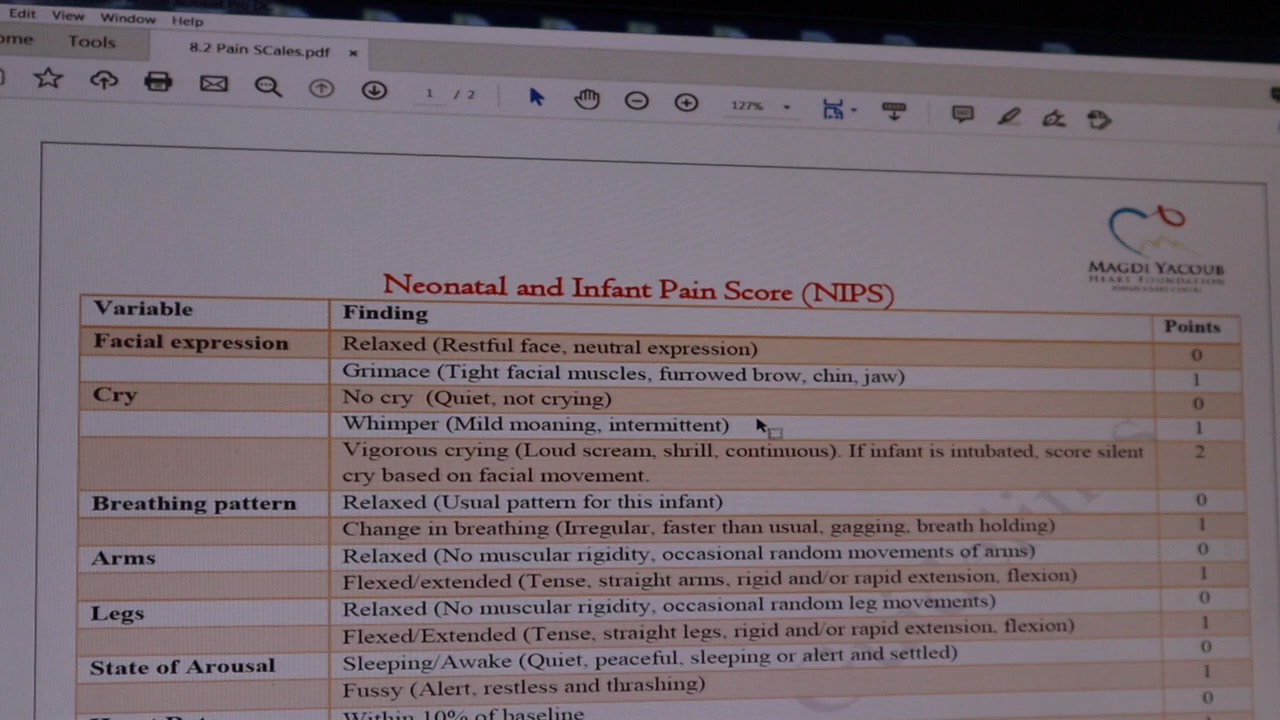 Edit View Window Help
Tools
8.2 Pain SCales.pdf ×
1 / 2
127%
MAGDI YACOUB
HEART FOUNDATION
Neonatal and Infant Pain Score (NIPS)
Variable Finding Points
Facial expression Relaxed (Restful face, neutral expression) 0
Grimace (Tight facial muscles, furrowed brow, chin, jaw) 1
Cry No cry (Quiet, not crying) 0
Whimper (Mild moaning, intermittent) 1
Vigorous crying (Loud scream, shrill, continuous). If infant is intubated, score silent 2
cry based on facial movement.
Breathing pattern Relaxed (Usual pattern for this infant) 0
Change in breathing (Irregular, faster than usual, gagging, breath holding) 1
Arms Relaxed (No muscular rigidity, occasional random movements of arms) 0
Flexed/extended (Tense, straight arms, rigid and/or rapid extension, flexion) 1
Legs Relaxed (No muscular rigidity, occasional random leg movements) 0
Flexed/Extended (Tense, straight legs, rigid and/or rapid extension, flexion) 1
State of Arousal Sleeping/Awake (Quiet, peaceful, sleeping or alert and settled) 0
Fussy (Alert, restless and thrashing) 1
Within 10% of baseline 0